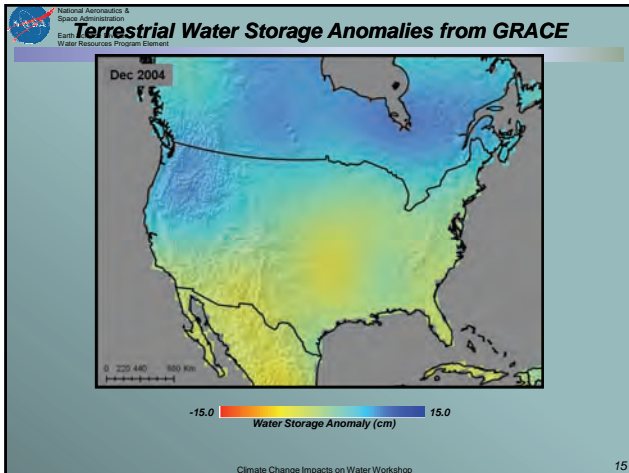 National Aeronautics &
Space Administration
Terrestrial Water Storage Anomalies from GRACE
Earth
Water Resources Program Element
Dec 2004
0 220 440 880 Km
-15.0 15.0
Water Storage Anomaly (cm)
Climate Change Impacts on Water Workshop 15